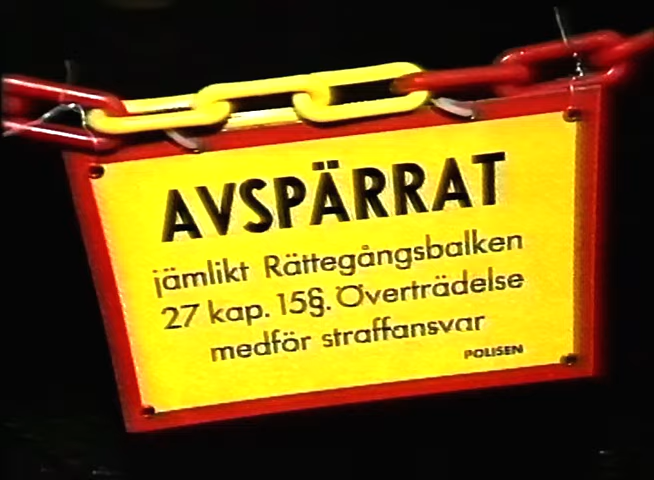 AVSPÄRRAT
jämlikt Rättegångsbalken
27 kap. 15§. Överträdelse
medför straffansvar
POLISEN